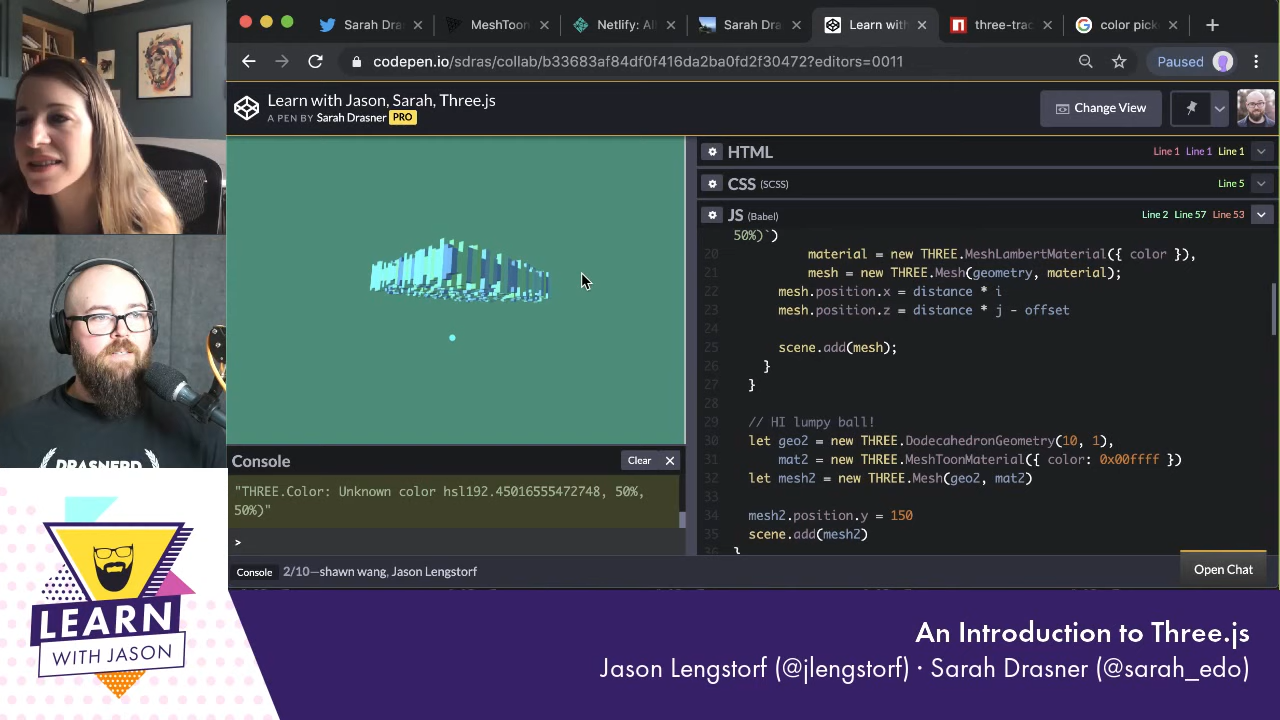 Sarah Dra
MeshToon
Netlify: All
Sarah Dra
Learn with
three-trac
color pick
codepen.io/sdras/collab/b33683af84df0f416da2ba0fd2f30472?editors=0011
Paused
Learn with Jason, Sarah, Three.js
A PEN BY Sarah Drasner PRO
Change View
HTML
Line 1 Line 1 Line 1
CSS (SCSS)
Line 5
JS (Babel)
Line 2 Line 57 Line 53
50%)`)
20 material = new THREE.MeshLambertMaterial({ color }),
21 mesh = new THREE.Mesh(geometry, material);
22 mesh.position.x = distance * i
23 mesh.position.z = distance * j - offset
24
25 scene.add(mesh);
26 }
27 }
28
29 // HI lumpy ball!
30 let geo2 = new THREE.DodecahedronGeometry(10, 1),
31 mat2 = new THREE.MeshToonMaterial({ color: 0x00ffff })
32 let mesh2 = new THREE.Mesh(geo2, mat2)
33
34 mesh2.position.y = 150
35 scene.add(mesh2)
36 }
Console
Clear
"THREE.Color: Unknown color hsl192.45016555472748, 50%,
50%)"
>
Console
2/10—shawn wang, Jason Lengstorf
Open Chat
DRASNERD
LEARN
WITH JASON
An Introduction to Three.js
Jason Lengstorf (@jlengstorf) · Sarah Drasner (@sarah_edo)